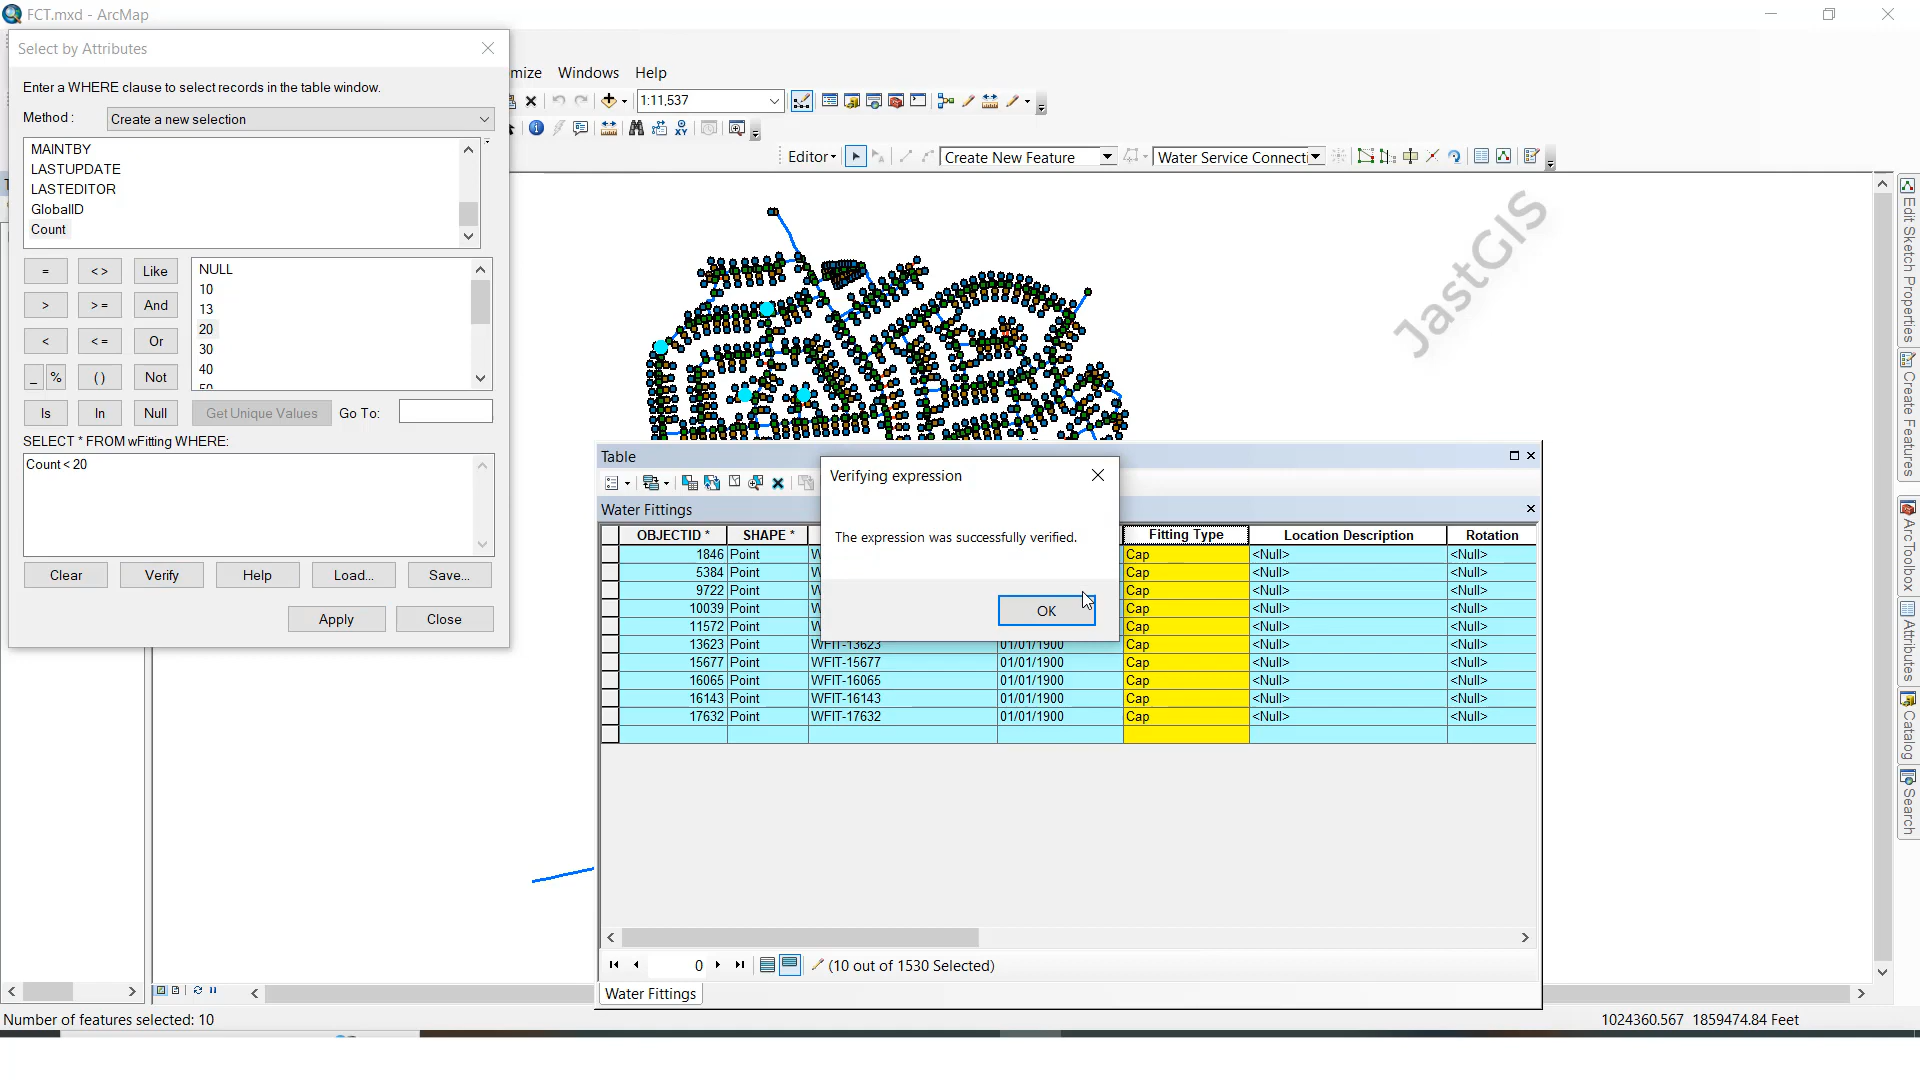 FCT.mxd - ArcMap
Select by Attributes
Enter a WHERE clause to select records in the table window.
Method :
Create a new selection
MAINTBY
LASTUPDATE
LASTEDITOR
GlobalID
Count
= <> Like
> >= And
< <= Or
_ % () Not
Is In Null
NULL
10
13
20
30
40
50
Get Unique Values Go To:
SELECT * FROM wFitting WHERE:
Count < 20
Clear Verify Help Load... Save...
Apply Close
mize Windows Help
1:11,537
Editor Create New Feature Water Service Connecti
JastGIS
Table
Water Fittings
Verifying expression
The expression was successfully verified.
OK
OBJECTID * SHAPE * Fitting Type Location Description Rotation
1846 Point W Cap <Null> <Null>
5384 Point W Cap <Null> <Null>
9722 Point W Cap <Null> <Null>
10039 Point W Cap <Null> <Null>
11572 Point W Cap <Null> <Null>
13623 Point WFIT-13623 01/01/1900 Cap <Null> <Null>
15677 Point WFIT-15677 01/01/1900 Cap <Null> <Null>
16065 Point WFIT-16065 01/01/1900 Cap <Null> <Null>
16143 Point WFIT-16143 01/01/1900 Cap <Null> <Null>
17632 Point WFIT-17632 01/01/1900 Cap <Null> <Null>
0 (10 out of 1530 Selected)
Water Fittings
Edit Sketch Properties
Create Features
ArcToolbox
Attributes
Catalog
Search
Number of features selected: 10
1024360.567 1859474.84 Feet